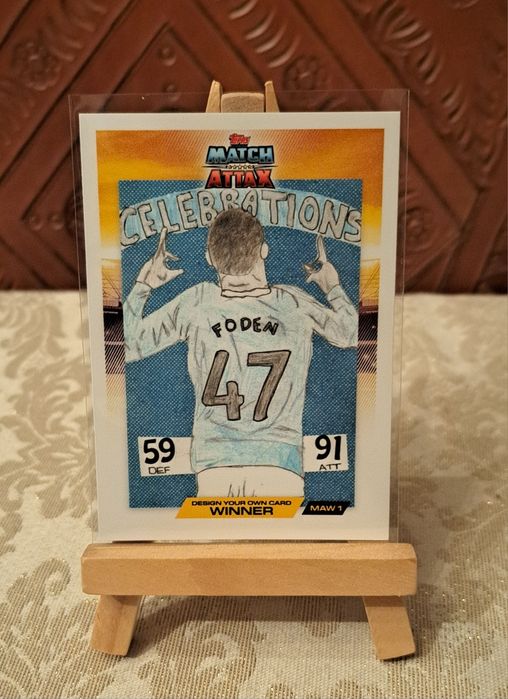 Topps
MATCH
ATTAX
CELEBRATIONS
FODEN
47
59
DEF
91
ATT
DESIGN YOUR OWN CARD
WINNER
MAW 1